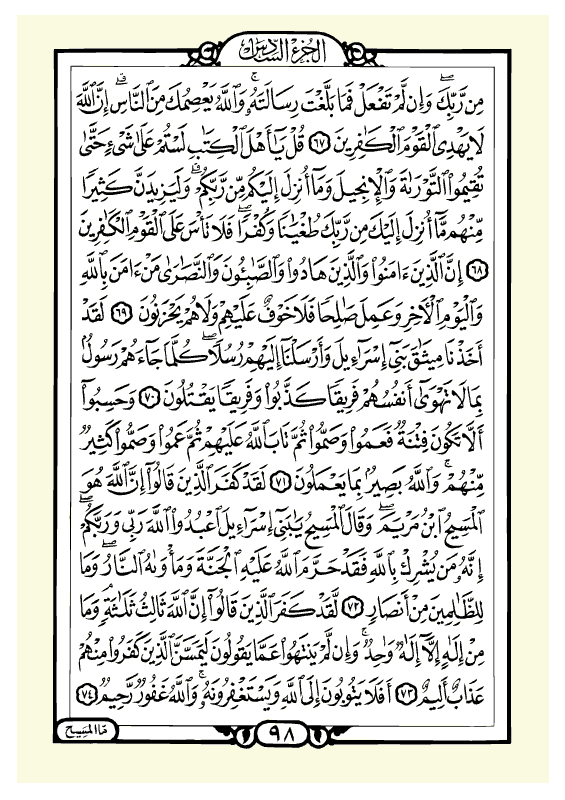 الجزء السادس
مِن رَّبِّكَ وَإِن لَّمْ تَفْعَلْ فَمَا بَلَّغْتَ رِسَالَتَهُۥ وَٱللَّهُ يَعْصِمُكَ مِنَ ٱلنَّاسِ إِنَّ ٱللَّهَ
لَا يَهْدِى ٱلْقَوْمَ ٱلْكَافِرِينَ ٦٧ قُلْ يَا أَهْلَ ٱلْكِتَٰبِ لَسْتُمْ عَلَىٰ شَىْءٍ حَتَّىٰ
تُقِيمُوا۟ ٱلتَّوْرَىٰةَ وَٱلْإِنجِيلَ وَمَآ أُنزِلَ إِلَيْكُم مِّن رَّبِّكُمْ وَلَيَزِيدَنَّ كَثِيرًا
مِّنْهُم مَّآ أُنزِلَ إِلَيْكَ مِن رَّبِّكَ طُغْيَٰنًا وَكُفْرًا فَلَا تَأْسَ عَلَى ٱلْقَوْمِ ٱلْكَٰفِرِينَ
٦٨ إِنَّ ٱلَّذِينَ ءَامَنُوا۟ وَٱلَّذِينَ هَادُوا۟ وَٱلصَّٰبِـُٔونَ وَٱلنَّصَٰرَىٰ مَنْ ءَامَنَ بِٱللَّهِ
وَٱلْيَوْمِ ٱلْءَاخِرِ وَعَمِلَ صَٰلِحًا فَلَا خَوْفٌ عَلَيْهِمْ وَلَا هُمْ يَحْزَنُونَ ٦٩ لَقَدْ
أَخَذْنَا مِيثَٰقَ بَنِىٓ إِسْرَٰٓءِيلَ وَأَرْسَلْنَآ إِلَيْهِمْ رُسُلًا كُلَّمَا جَآءَهُمْ رَسُولٌۢ
بِمَا لَا تَهْوَىٰٓ أَنفُسُهُمْ فَرِيقًا كَذَّبُوا۟ وَفَرِيقًا يَقْتُلُونَ ٧٠ وَحَسِبُوٓا۟
أَلَّا تَكُونَ فِتْنَةٌ فَعَمُوا۟ وَصَمُّوا۟ ثُمَّ تَابَ ٱللَّهُ عَلَيْهِمْ ثُمَّ عَمُوا۟ وَصَمُّوا۟ كَثِيرٌ
مِّنْهُمْ وَٱللَّهُ بَصِيرٌۢ بِمَا يَعْمَلُونَ ٧١ لَقَدْ كَفَرَ ٱلَّذِينَ قَالُوٓا۟ إِنَّ ٱللَّهَ هُوَ
ٱلْمَسِيحُ ٱبْنُ مَرْيَمَ وَقَالَ ٱلْمَسِيحُ يَٰبَنِىٓ إِسْرَٰٓءِيلَ ٱعْبُدُوا۟ ٱللَّهَ رَبِّى وَرَبَّكُمْ
إِنَّهُۥ مَن يُشْرِكْ بِٱللَّهِ فَقَدْ حَرَّمَ ٱللَّهُ عَلَيْهِ ٱلْجَنَّةَ وَمَأْوَىٰهُ ٱلنَّارُ وَمَا
لِلظَّٰلِمِينَ مِنْ أَنصَارٍ ٧٢ لَّقَدْ كَفَرَ ٱلَّذِينَ قَالُوٓا۟ إِنَّ ٱللَّهَ ثَالِثُ ثَلَٰثَةٍ وَمَا
مِنْ إِلَٰهٍ إِلَّآ إِلَٰهٌ وَٰحِدٌ وَإِن لَّمْ يَنتَهُوا۟ عَمَّا يَقُولُونَ لَيَمَسَّنَّ ٱلَّذِينَ كَفَرُوا۟ مِنْهُمْ
عَذَابٌ أَلِيمٌ ٧٣ أَفَلَا يَتُوبُونَ إِلَى ٱللَّهِ وَيَسْتَغْفِرُونَهُۥ وَٱللَّهُ غَفُورٌ رَّحِيمٌ ٧٤
٩٨
مَّا الْمَسِيحُ